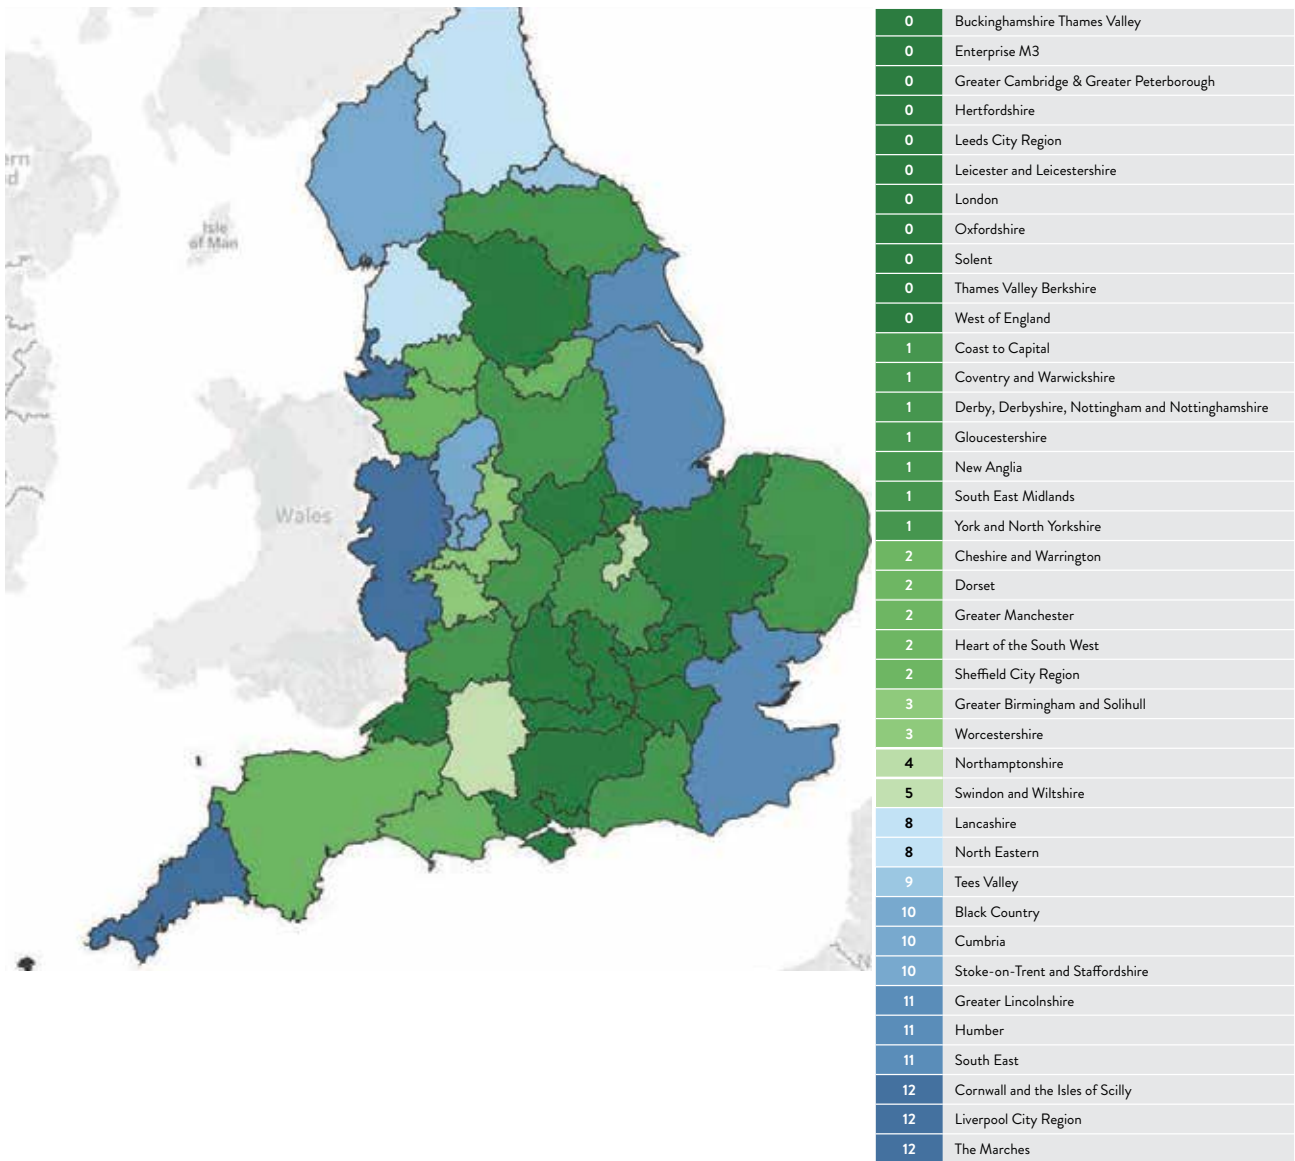 ern
d
Isle
of Man
Wales
N
0 Buckinghamshire Thames Valley
0 Enterprise M3
0 Greater Cambridge & Greater Peterborough
0 Hertfordshire
0 Leeds City Region
0 Leicester and Leicestershire
0 London
0 Oxfordshire
0 Solent
0 Thames Valley Berkshire
0 West of England
1 Coast to Capital
1 Coventry and Warwickshire
1 Derby, Derbyshire, Nottingham and Nottinghamshire
1 Gloucestershire
1 New Anglia
1 South East Midlands
1 York and North Yorkshire
2 Cheshire and Warrington
2 Dorset
2 Greater Manchester
2 Heart of the South West
2 Sheffield City Region
3 Greater Birmingham and Solihull
3 Worcestershire
4 Northamptonshire
5 Swindon and Wiltshire
8 Lancashire
8 North Eastern
9 Tees Valley
10 Black Country
10 Cumbria
10 Stoke-on-Trent and Staffordshire
11 Greater Lincolnshire
11 Humber
11 South East
12 Cornwall and the Isles of Scilly
12 Liverpool City Region
12 The Marches